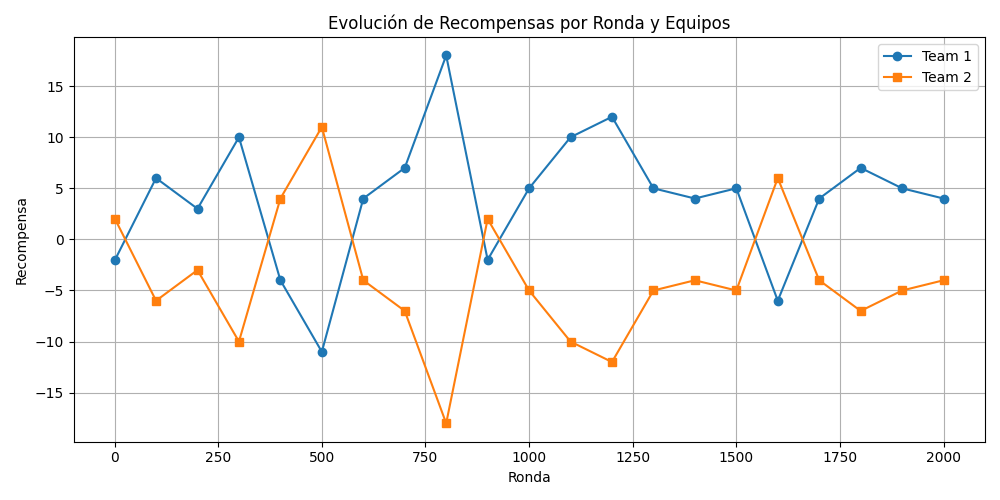 Evolución de Recompensas por Ronda y Equipos
Team 1
Team 2
Recompensa
15
10
5
0
−5
−10
−15
0 250 500 750 1000 1250 1500 1750 2000
Ronda